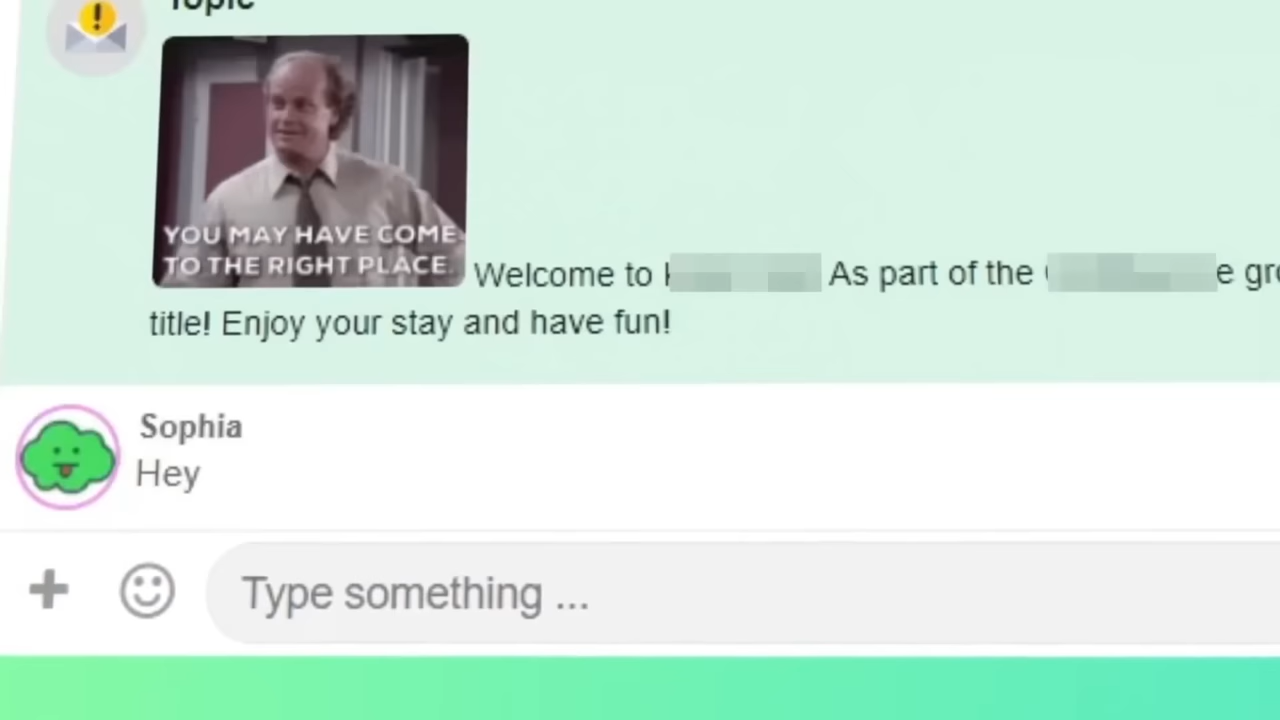 Topic
YOU MAY HAVE COME
TO THE RIGHT PLACE.
Welcome to As part of the
title! Enjoy your stay and have fun!
Sophia
Hey
Type something ...